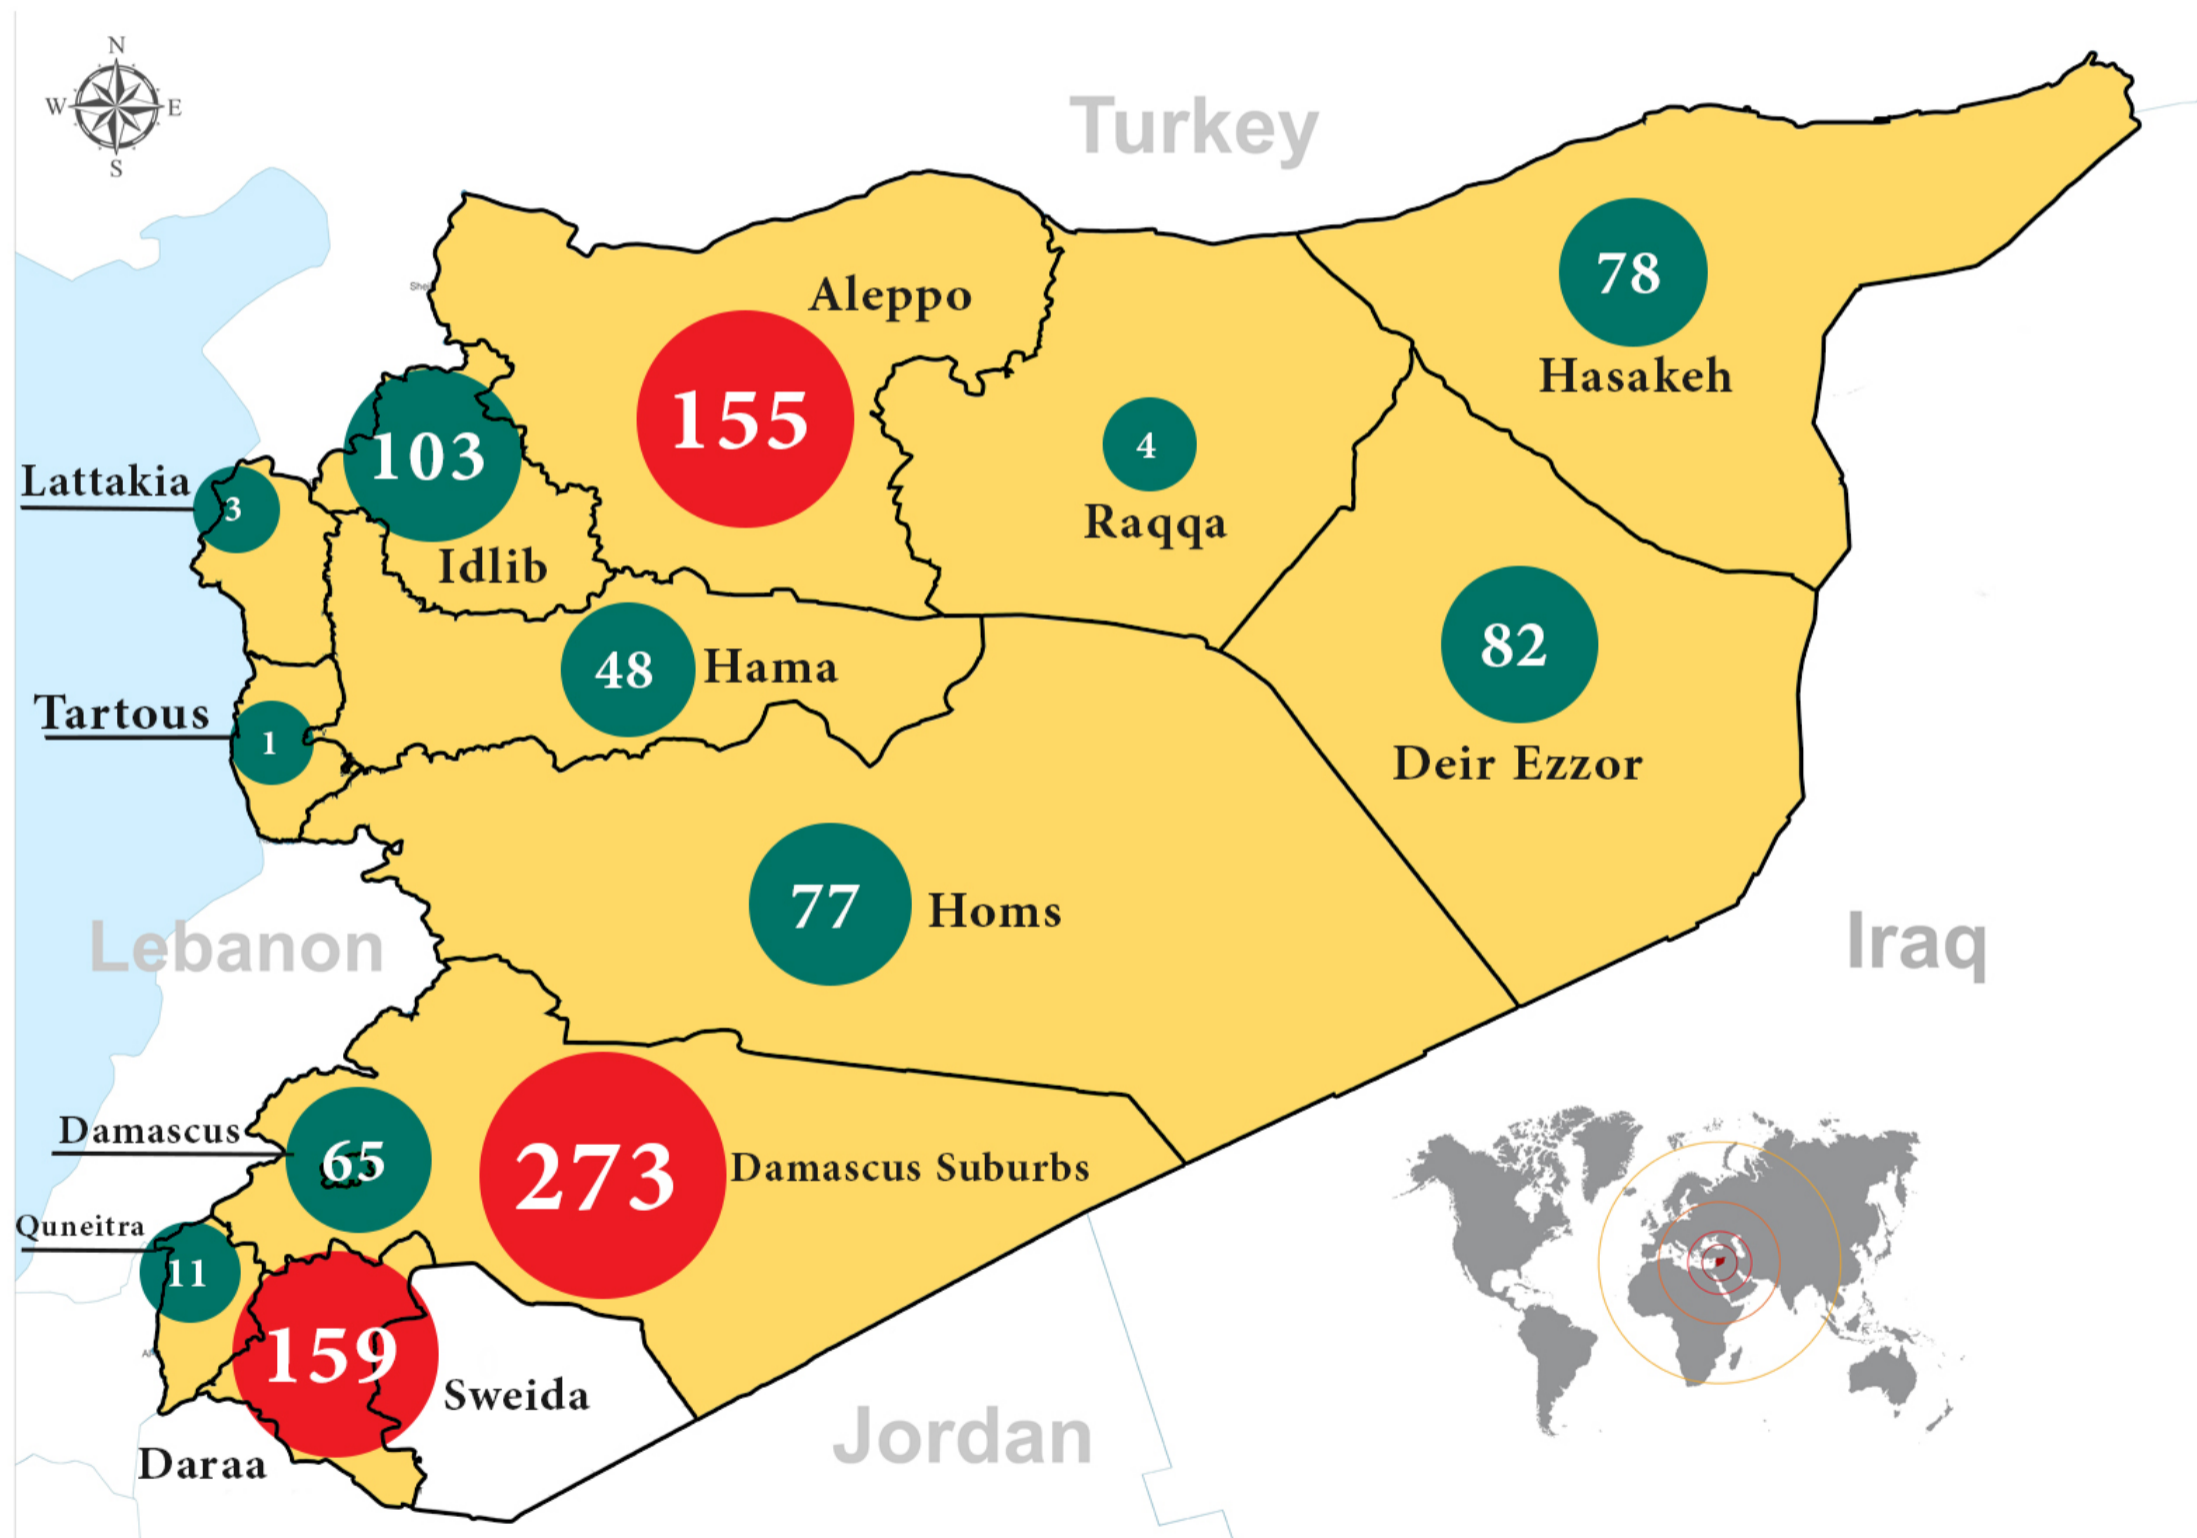 N
W E
S
Turkey
78
Aleppo
Hasakeh
155
103
4
Lattakia
3
Raqqa
Idlib
82
48 Hama
Tartous
1
Deir Ezzor
77 Homs
Lebanon
Iraq
Damascus
65
273 Damascus Suburbs
Quneitra
11
159
Sweida
Jordan
Daraa